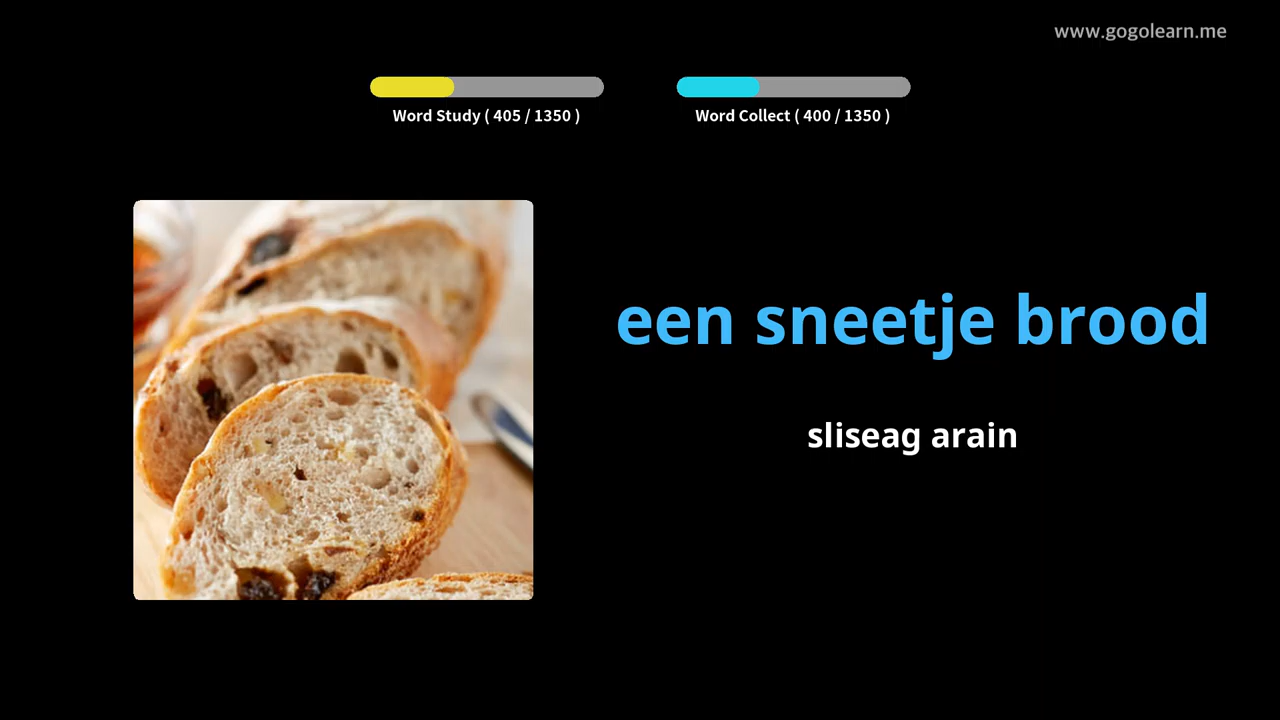 www.gogolearn.me
Word Study ( 405 / 1350 )
Word Collect ( 400 / 1350 )
een sneetje brood
sliseag arain